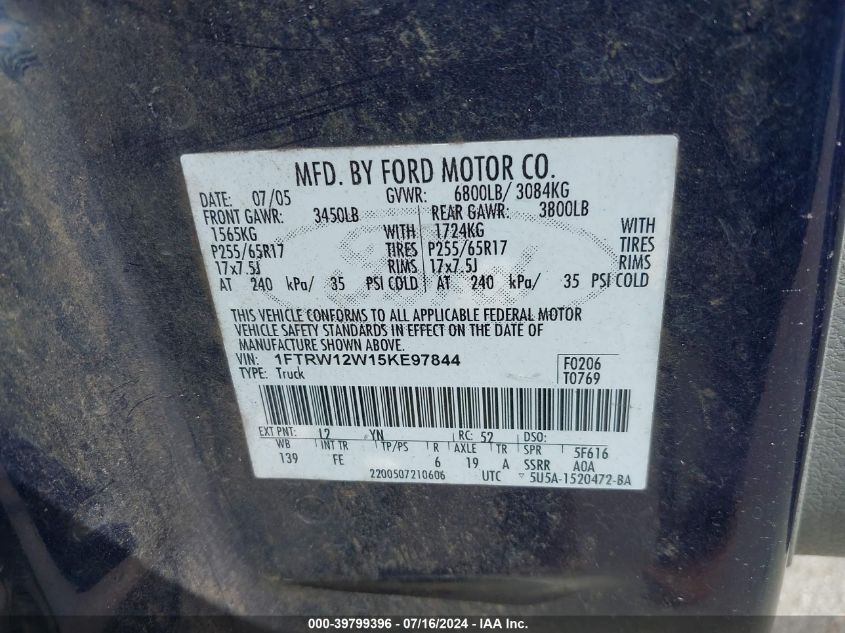 MFD. BY FORD MOTOR CO.
DATE: 07/05 GVWR: 6800LB/ 3084KG
FRONT GAWR: 3450LB REAR GAWR: 3800LB
1565KG WITH 1724KG WITH
P255/65R17 TIRES P255/65R17 TIRES
17x7.5J RIMS 17x7.5J RIMS
AT 240 kPa/ 35 PSI COLD AT 240 kPa/ 35 PSI COLD
THIS VEHICLE CONFORMS TO ALL APPLICABLE FEDERAL MOTOR
VEHICLE SAFETY STANDARDS IN EFFECT ON THE DATE OF
MANUFACTURE SHOWN ABOVE.
VIN: 1FTRW12W15KE97844 F0206
TYPE: Truck T0769
EXT PNT: L2 YN RC: 52 DSO:
WB INT TR TP/PS R AXLE TR SPR 5F616
139 FE 6 19 A SSRR A0A
2200507210606 UTC 5U5A-1520472-BA
Ford
000-39799396 / 07/16/2024 / IAA Inc.